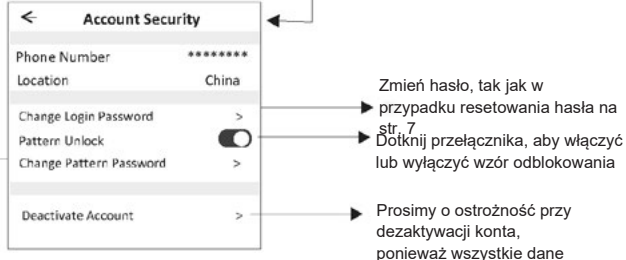 ← Account Security
Phone Number ********
Location China
Change Login Password >
Pattern Unlock
Change Pattern Password >
Deactivate Account >
Zmień hasło, tak jak w
przypadku resetowania hasła na
str. 7
Dotknij przełącznika, aby włączyć
lub wyłączyć wzór odblokowania
Prosimy o ostrożność przy
dezaktywacji konta,
ponieważ wszystkie dane